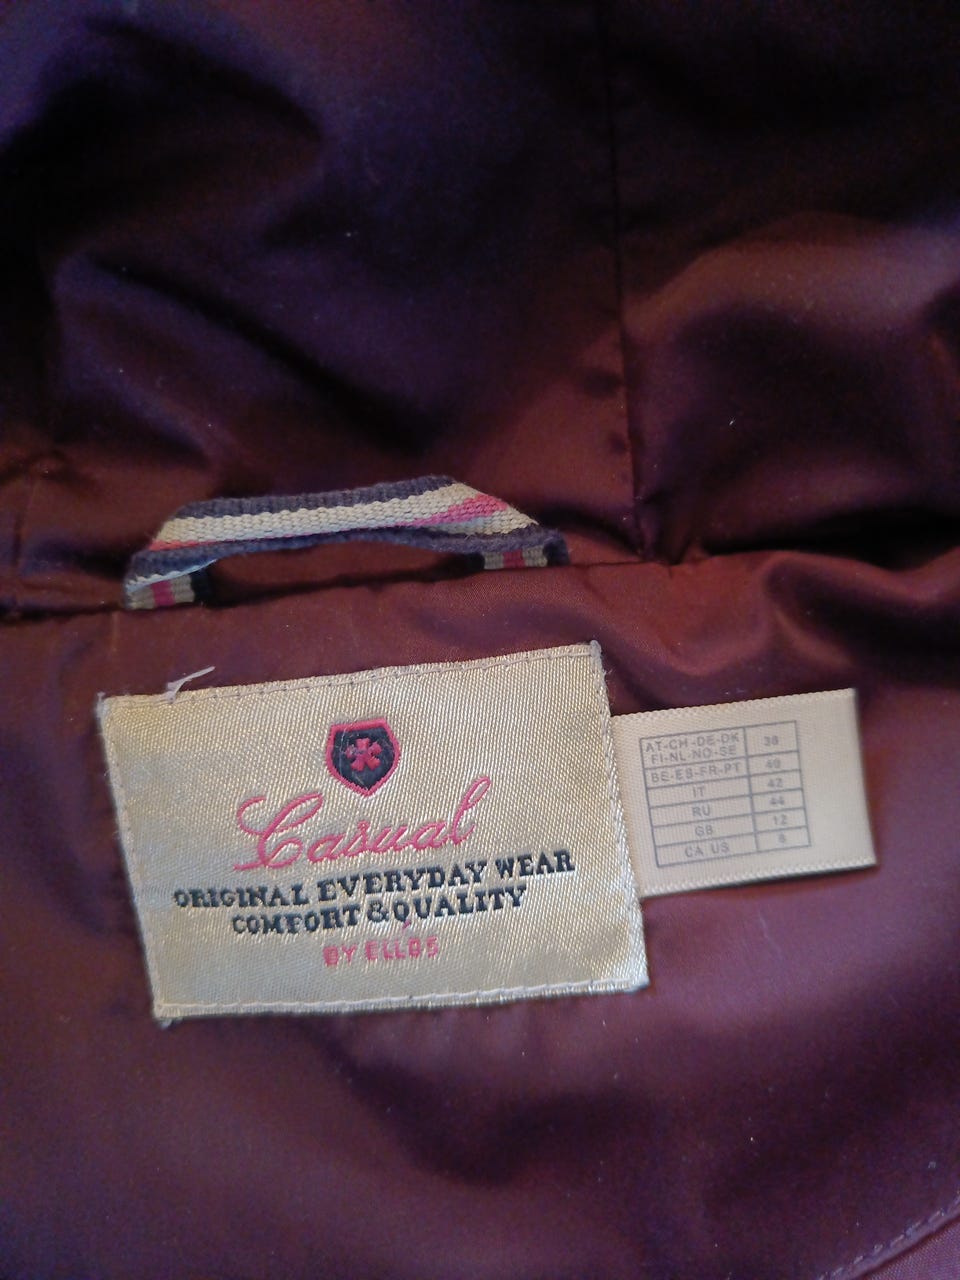 Casual
ORIGINAL EVERYDAY WEAR
COMFORT & QUALITY
BY ELLOS
AT-CH-DE-DK
FI-NL-NO-SE 38
BE-ES-FR-PT 40
IT 42
RU 44
GB 12
CA US 8